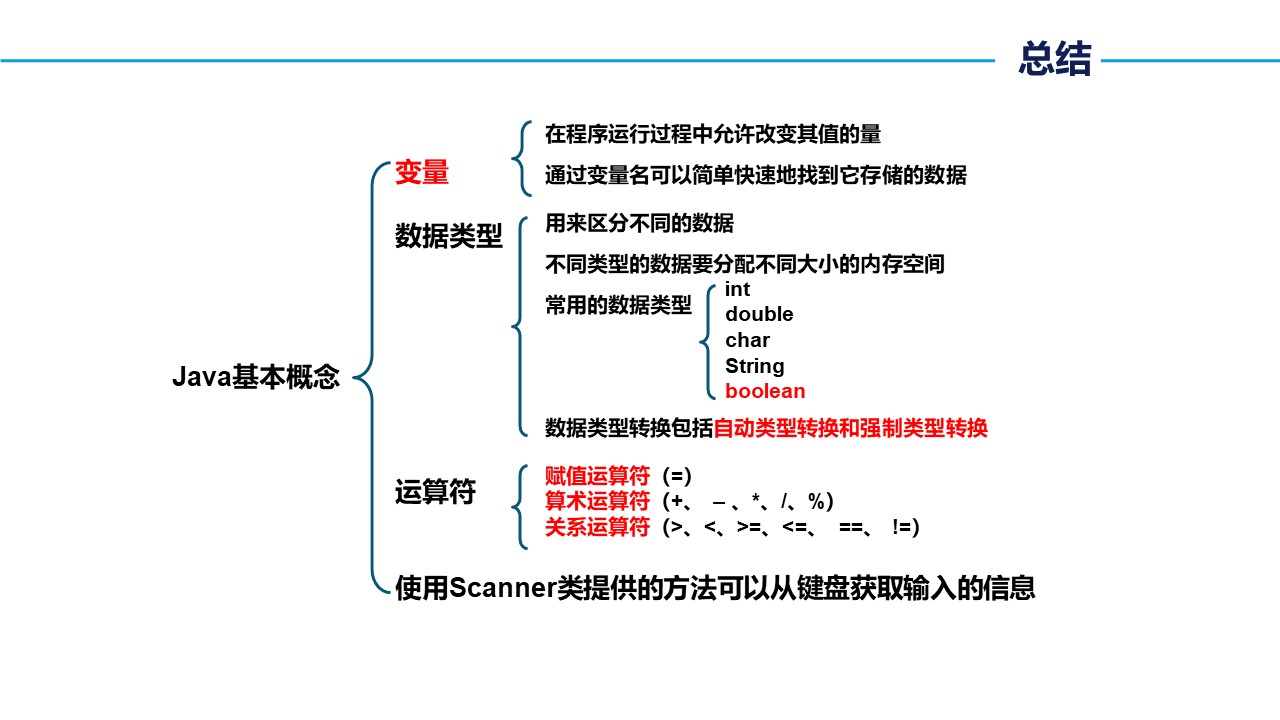 总结
Java基本概念
变量
在程序运行过程中允许改变其值的量
通过变量名可以简单快速地找到它存储的数据
数据类型
用来区分不同的数据
不同类型的数据要分配不同大小的内存空间
常用的数据类型
int
double
char
String
boolean
数据类型转换包括自动类型转换和强制类型转换
运算符
赋值运算符（=）
算术运算符（+、 – 、*、/、%）
关系运算符（>、<、>=、<=、 ==、 !=）
使用Scanner类提供的方法可以从键盘获取输入的信息